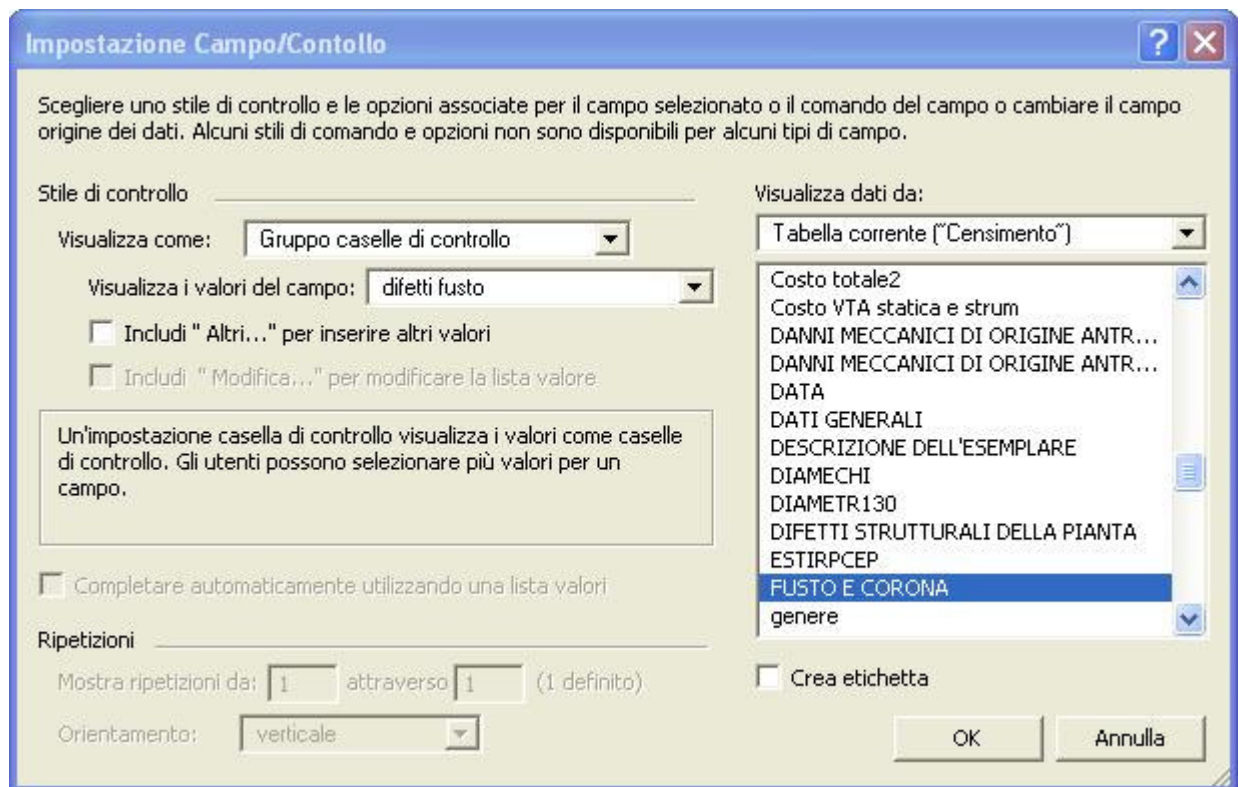 Impostazione Campo/Contollo
Scegliere uno stile di controllo e le opzioni associate per il campo selezionato o il comando del campo o cambiare il campo
origine dei dati. Alcuni stili di comando e opzioni non sono disponibili per alcuni tipi di campo.
Stile di controllo
Visualizza come: Gruppo caselle di controllo
Visualizza i valori del campo: difetti fusto
Includi " Altri..." per inserire altri valori
Includi " Modifica..." per modificare la lista valore
Un'impostazione casella di controllo visualizza i valori come caselle
di controllo. Gli utenti possono selezionare più valori per un
campo.
Completare automaticamente utilizzando una lista valori
Ripetizioni
Mostra ripetizioni da: 1 attraverso 1 (1 definito)
Orientamento: verticale
Visualizza dati da:
Tabella corrente ("Censimento")
Costo totale2
Costo VTA statica e strum
DANNI MECCANICI DI ORIGINE ANTR...
DANNI MECCANICI DI ORIGINE ANTR...
DATA
DATI GENERALI
DESCRIZIONE DELL'ESEMPLARE
DIAMECHI
DIAMETR130
DIFETTI STRUTTURALI DELLA PIANTA
ESTIRPCEP
FUSTO E CORONA
genere
Crea etichetta
OK Annulla